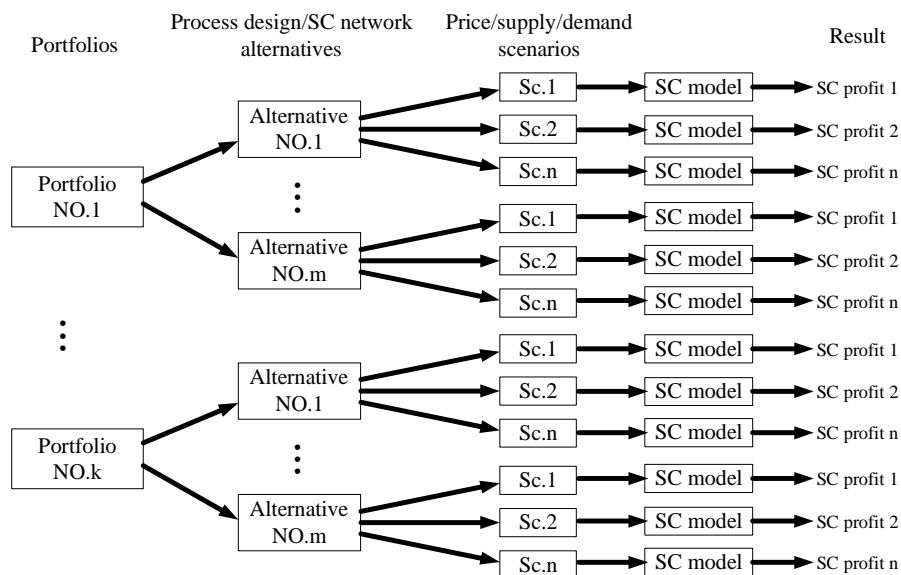 Portfolios
Process design/SC network
alternatives
Price/supply/demand
scenarios
Result
Portfolio
NO.1
Alternative
NO.1
Sc.1
SC model
SC profit 1
Sc.2
SC model
SC profit 2
Sc.n
SC model
SC profit n
Alternative
NO.m
Sc.1
SC model
SC profit 1
Sc.2
SC model
SC profit 2
Sc.n
SC model
SC profit n
Portfolio
NO.k
Alternative
NO.1
Sc.1
SC model
SC profit 1
Sc.2
SC model
SC profit 2
Sc.n
SC model
SC profit n
Alternative
NO.m
Sc.1
SC model
SC profit 1
Sc.2
SC model
SC profit 2
Sc.n
SC model
SC profit n